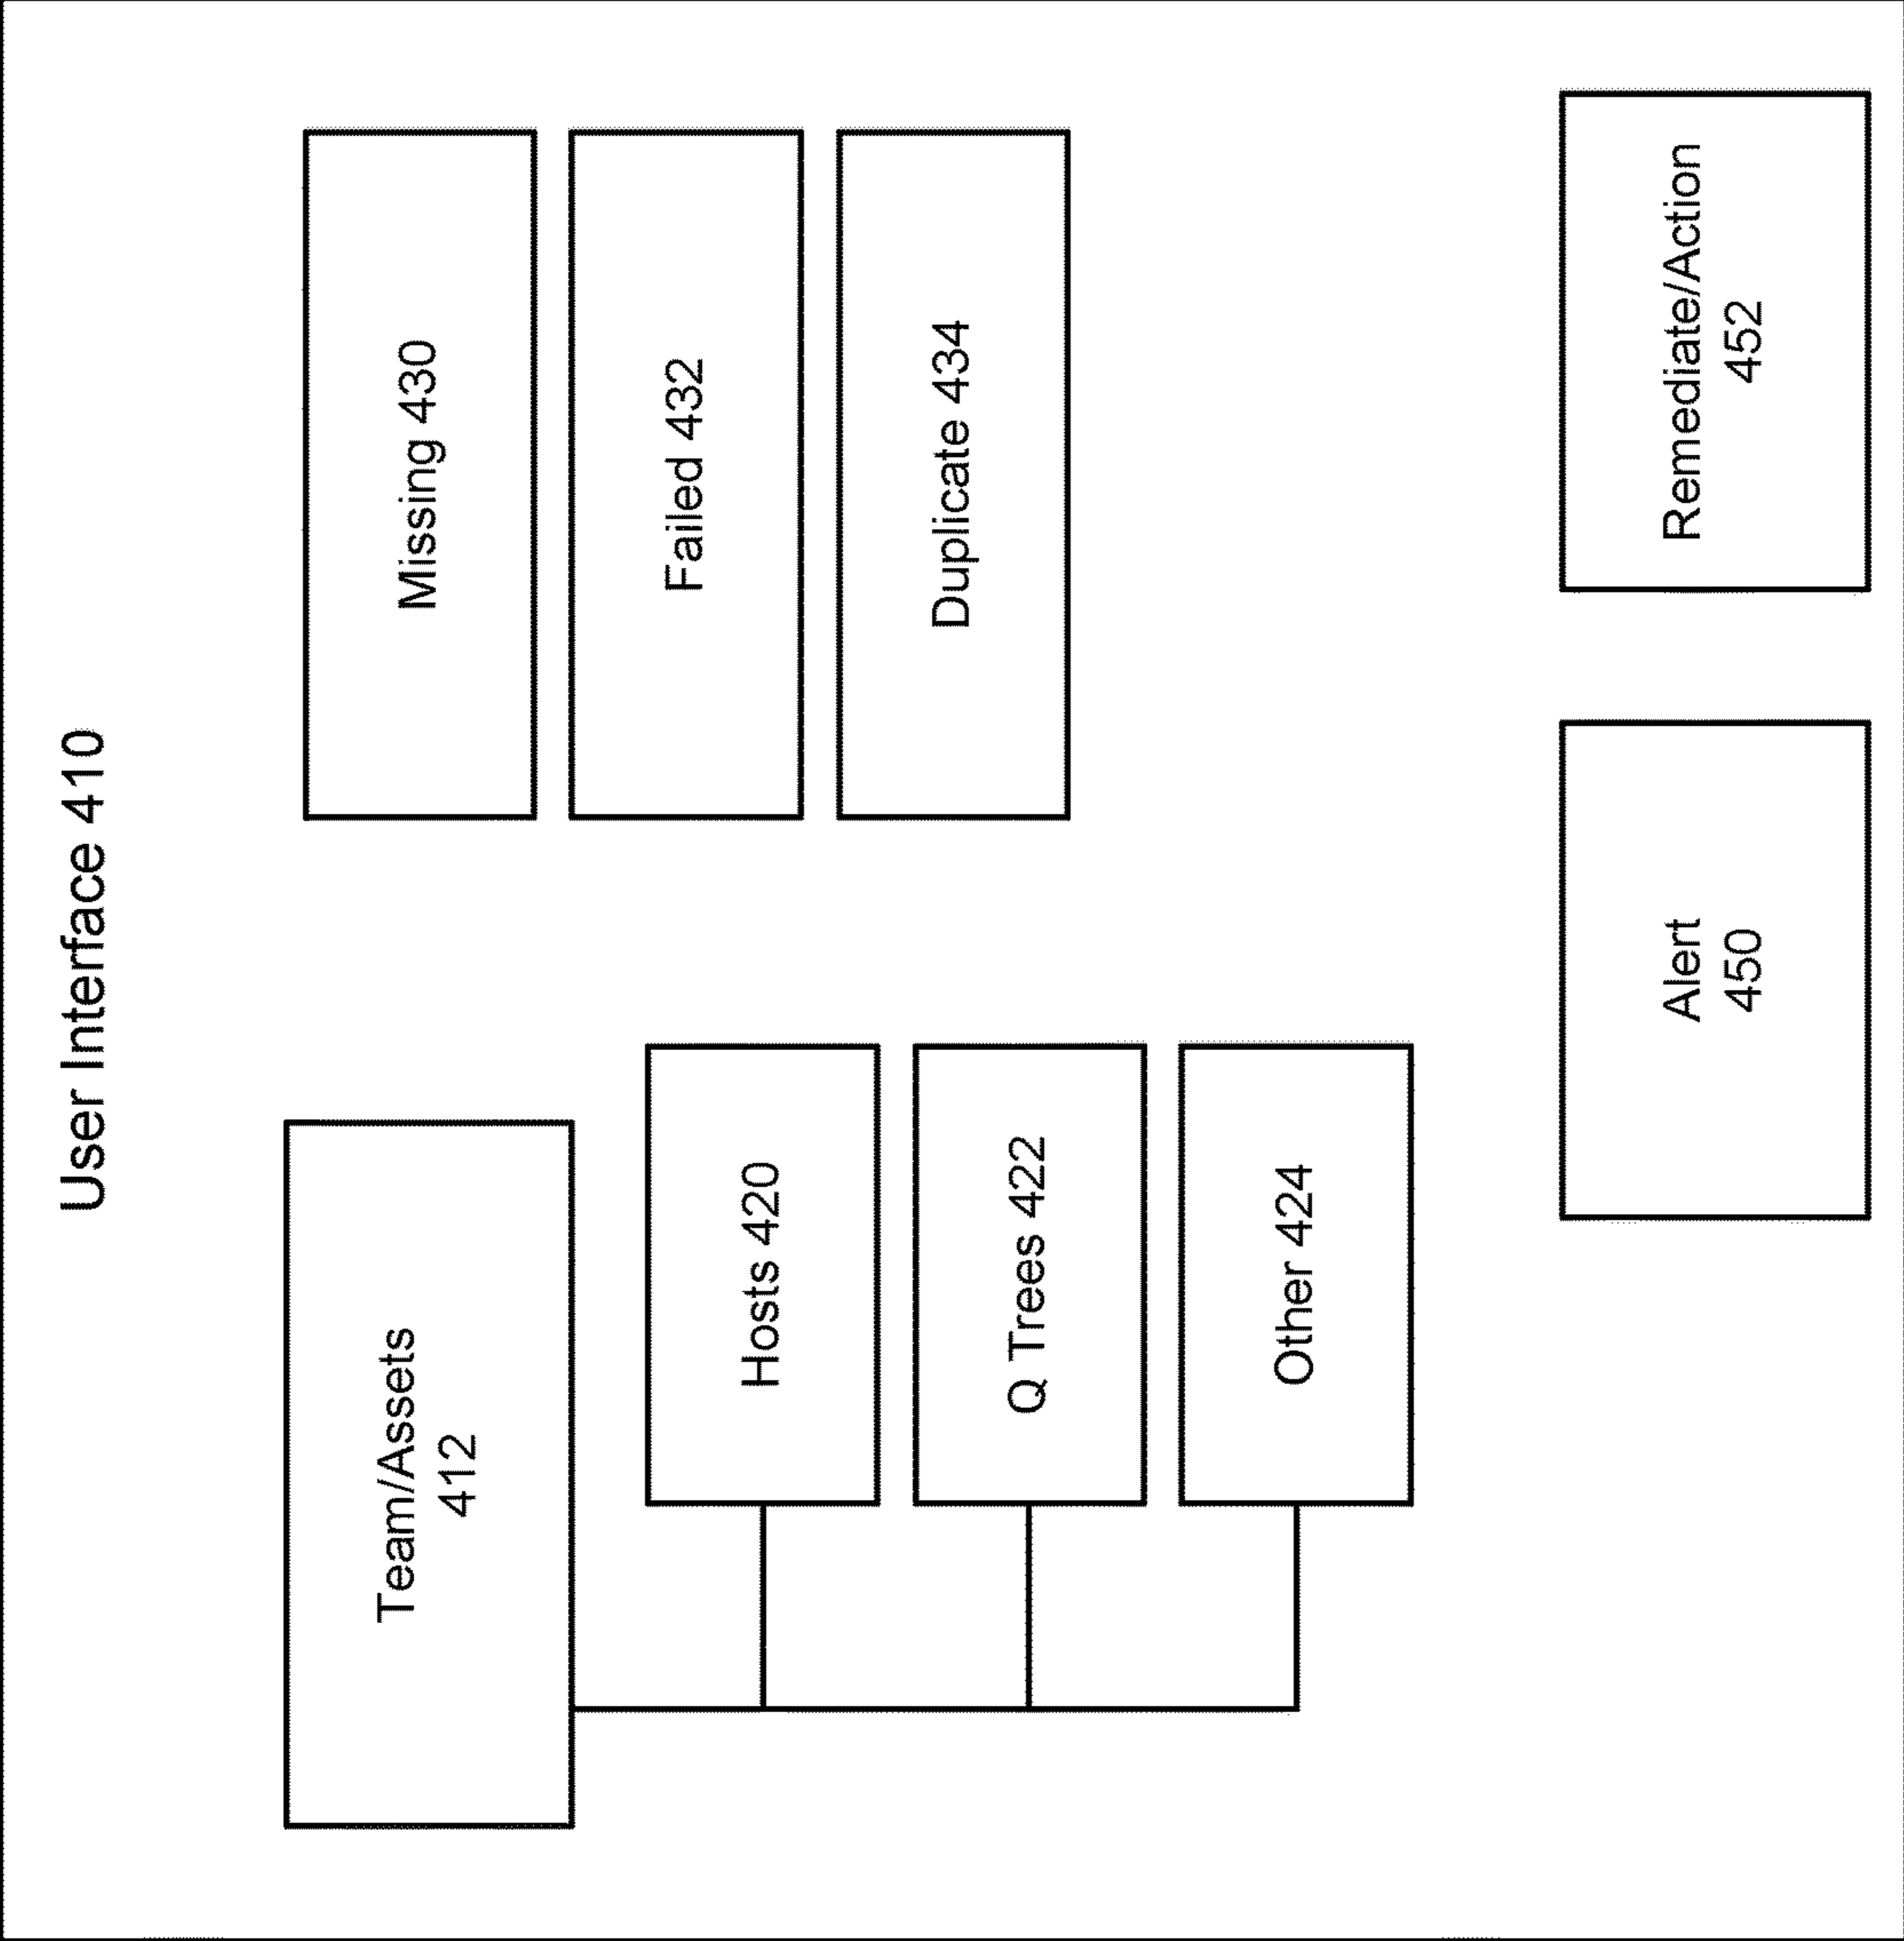 User Interface 410
Team/Assets
412
Hosts 420
Q Trees 422
Other 424
Missing 430
Failed 432
Duplicate 434
Alert
450
Remediate/Action
452